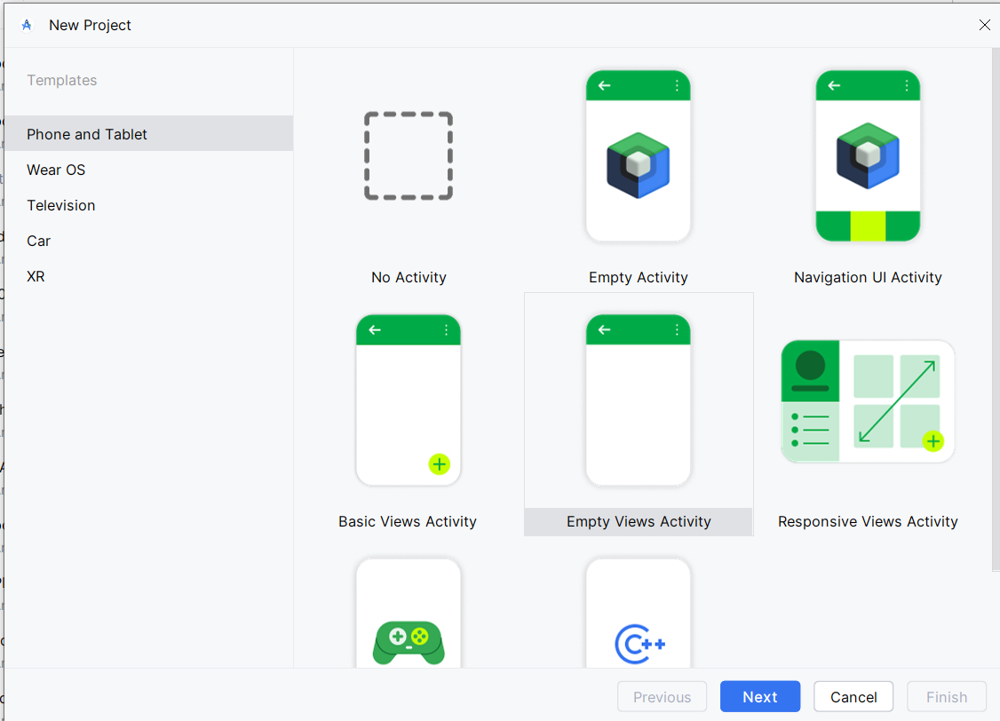 New Project
Templates
Phone and Tablet
Wear OS
Television
Car
XR
No Activity
Empty Activity
Navigation UI Activity
Basic Views Activity
Empty Views Activity
Responsive Views Activity
C++
Previous
Next
Cancel
Finish